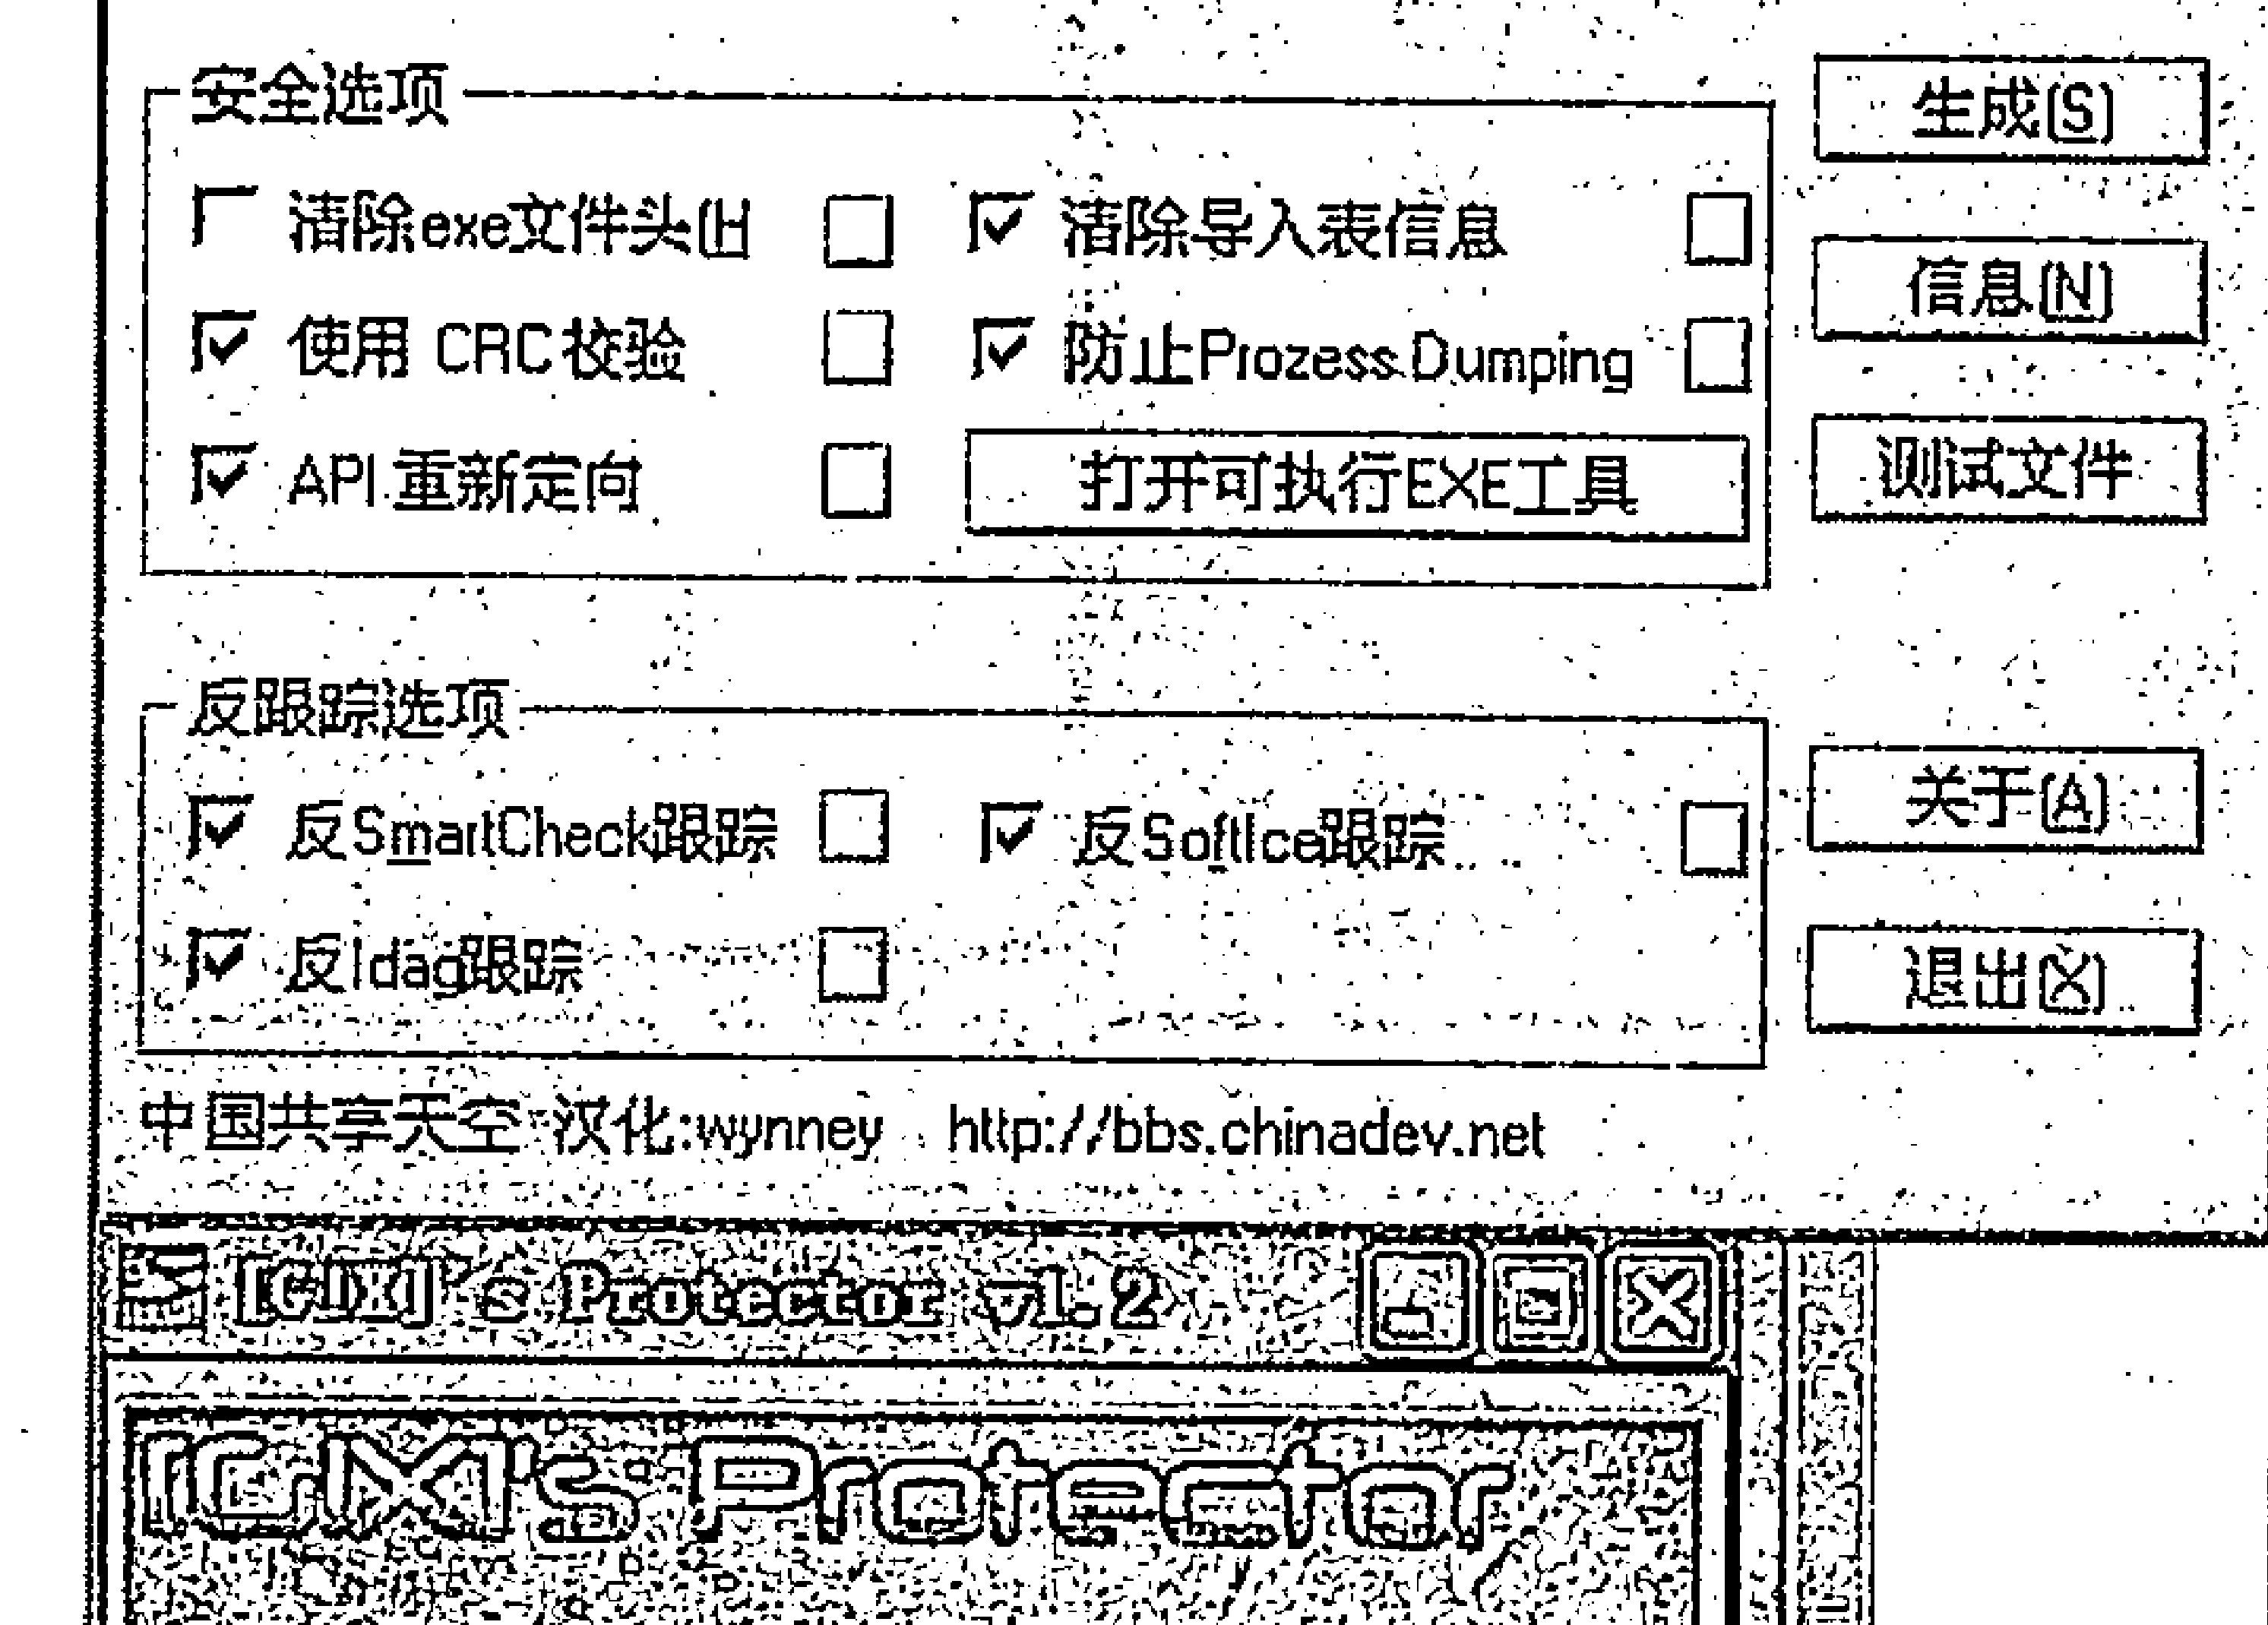 安全选项
生成(S)
清除exe文件头(H
清除导入表信息
信息(N)
使用 CRC校验
防止Prozess Dumping
API 重新定向
打开可执行EXE工具
测试文件
反跟踪选项
反SmartCheck跟踪
反SoftIce跟踪
关于(A)
反Idag跟踪
退出(X)
中国共享天空 汉化:wynney http://bbs.chinadev.net
[CIX]'s Protector v1.2
[C.IX]'s Protector